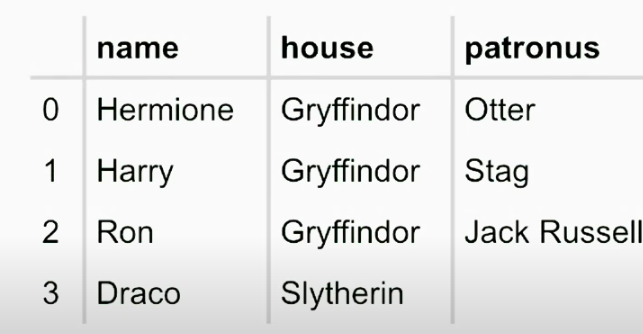 name house patronus
0 Hermione Gryffindor Otter
1 Harry Gryffindor Stag
2 Ron Gryffindor Jack Russell
3 Draco Slytherin